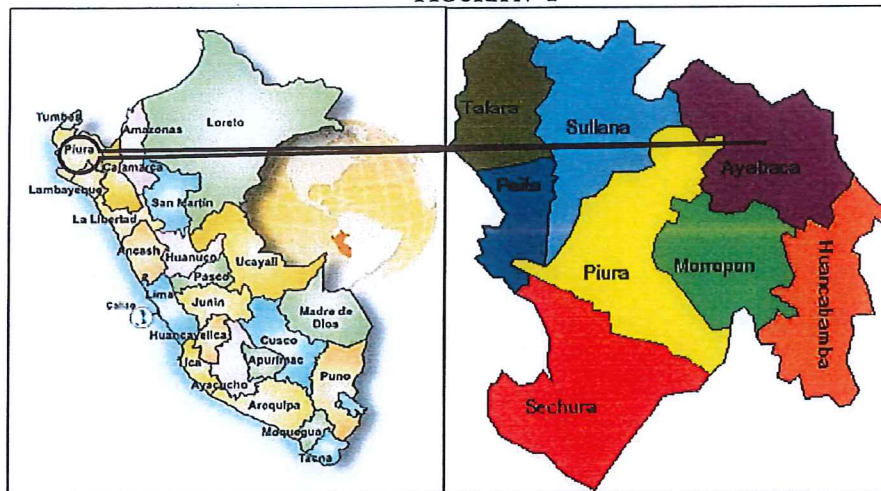 Tumbes
Piura
Amazonas
Loreto
Cajamarca
Lambayeque
San Martín
La Libertad
Ancash
Huanuco
Ucayali
Pasco
Lima
Junin
Callao
Madre de
Dios
Huancavelica
Cusco
Ica
Apurimac
Ayacucho
Puno
Arequipa
Moquegua
Tacna
Talara
Sullana
Ayabaca
Paita
Piura
Morropon
Huancabamba
Sechura